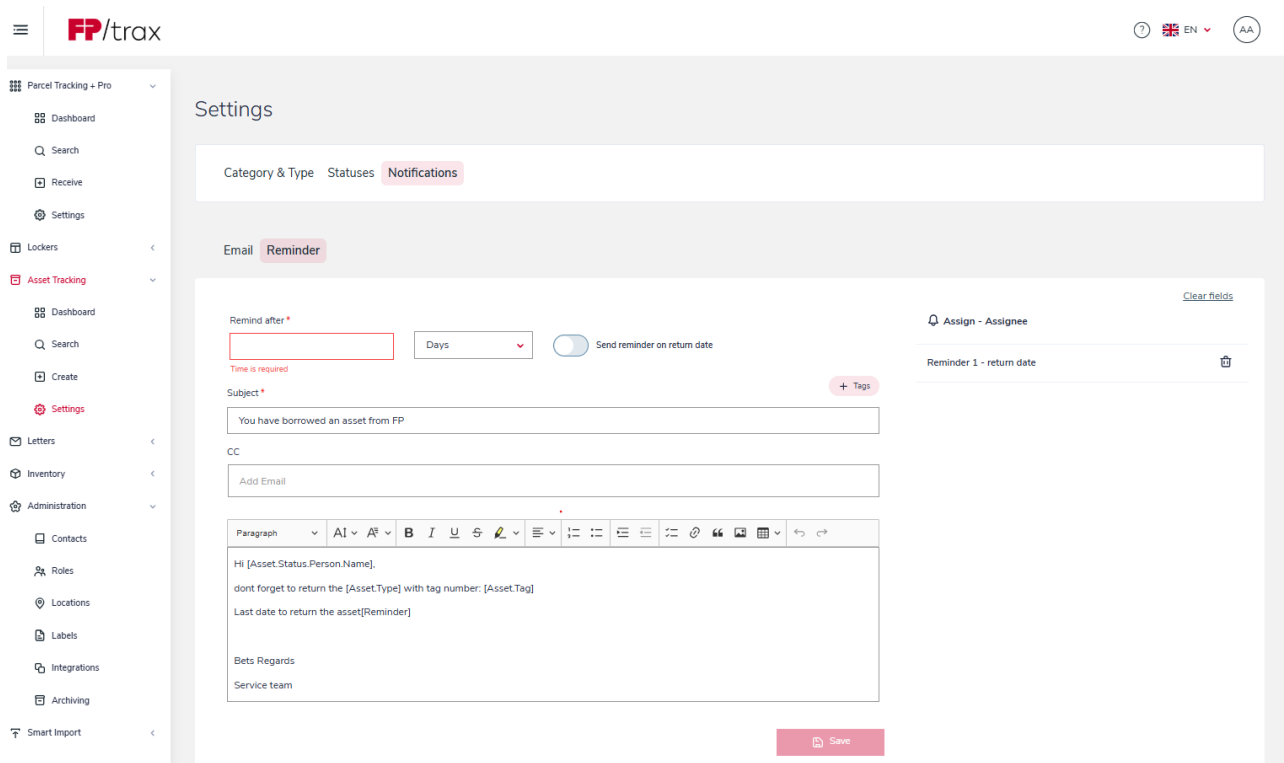 FP/trax
? EN AA
Parcel Tracking + Pro
Dashboard
Search
Receive
Settings
Lockers
Asset Tracking
Dashboard
Search
Create
Settings
Letters
Inventory
Administration
Contacts
Roles
Locations
Labels
Integrations
Archiving
Smart Import
Settings
Category & Type Statuses Notifications
Email Reminder
Clear fields
Remind after *
Days
Send reminder on return date
Time is required
+ Tags
Subject *
You have borrowed an asset from FP
CC
Add Email
Paragraph AI A B I U S
Hi [Asset.Status.Person.Name],
dont forget to return the [Asset.Type] with tag number: [Asset.Tag]
Last date to return the asset[Reminder]
Bets Regards
Service team
Save
Assign - Assignee
Reminder 1 - return date